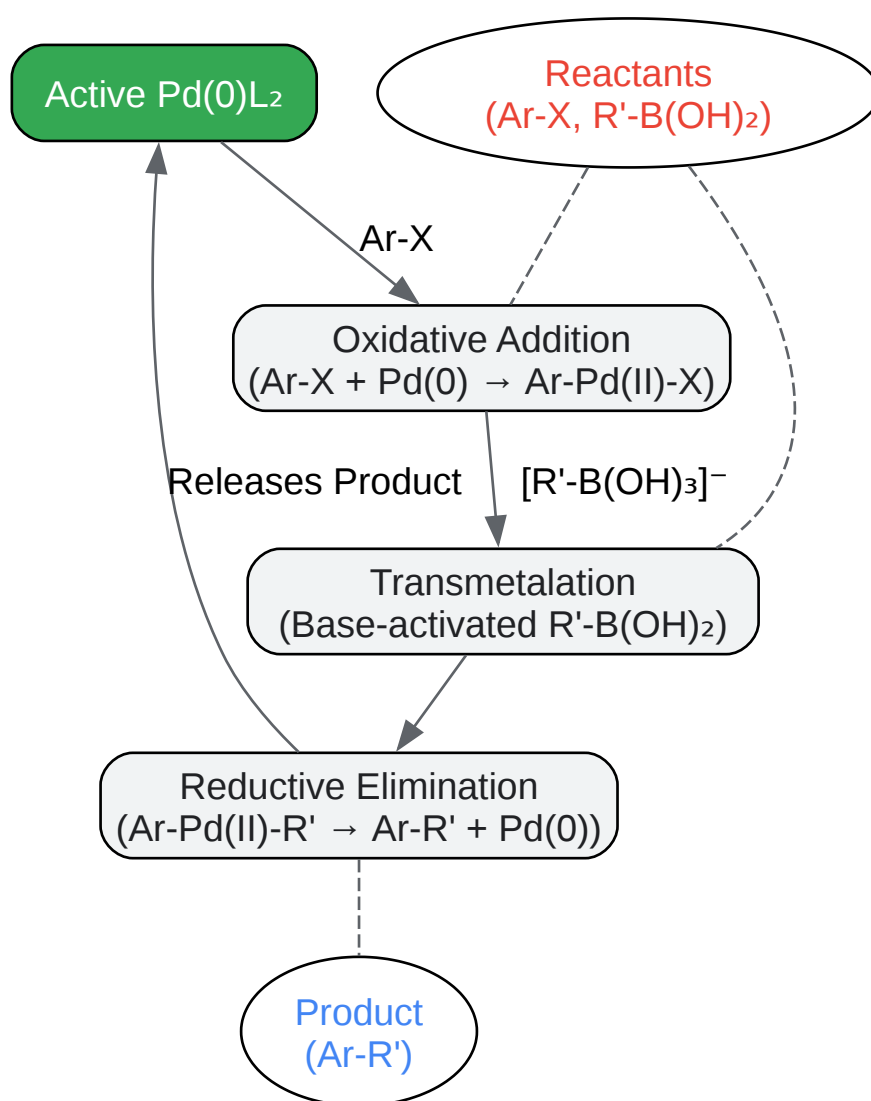 Active Pd(0)L₂
Reactants
(Ar-X, R'-B(OH)₂)
Ar-X
Oxidative Addition
(Ar-X + Pd(0) → Ar-Pd(II)-X)
Releases Product
[R'-B(OH)₃]⁻
Transmetalation
(Base-activated R'-B(OH)₂)
Reductive Elimination
(Ar-Pd(II)-R' → Ar-R' + Pd(0))
Product
(Ar-R')